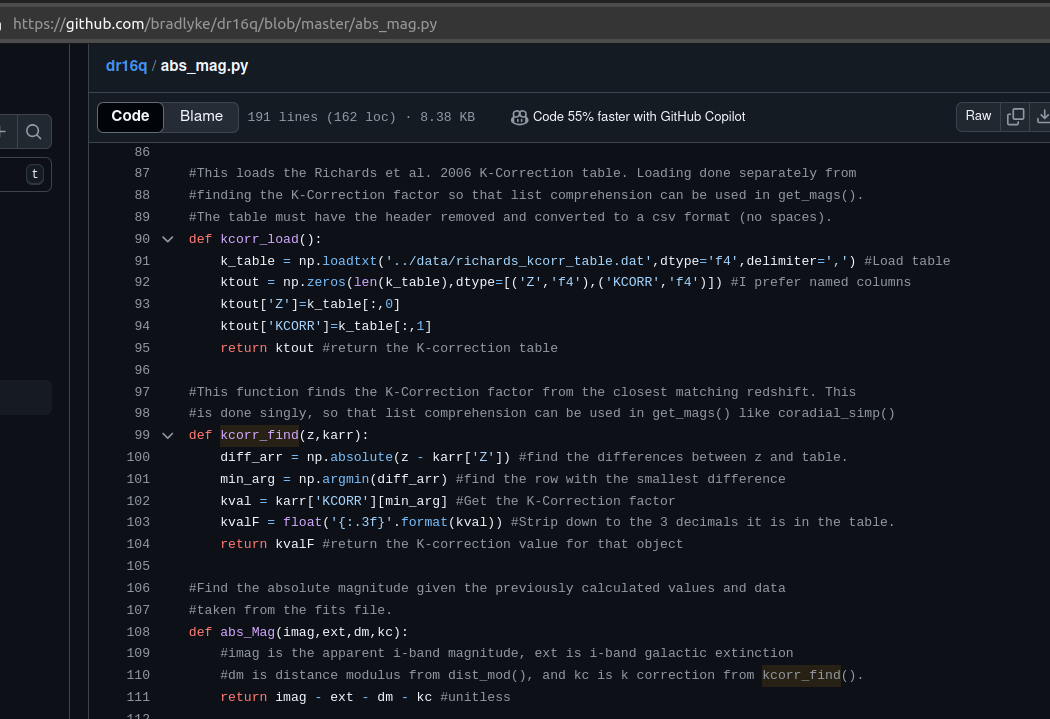 https://github.com/bradlyke/dr16q/blob/master/abs_mag.py
dr16q / abs_mag.py
Code Blame 191 lines (162 loc) · 8.38 KB Code 55% faster with GitHub Copilot Raw
t
86
87 #This loads the Richards et al. 2006 K-Correction table. Loading done separately from
88 #finding the K-Correction factor so that list comprehension can be used in get_mags().
89 #The table must have the header removed and converted to a csv format (no spaces).
90 def kcorr_load():
91     k_table = np.loadtxt('../data/richards_kcorr_table.dat',dtype='f4',delimiter=',') #Load table
92     ktout = np.zeros(len(k_table),dtype=[('Z','f4'),('KCORR','f4')]) #I prefer named columns
93     ktout['Z']=k_table[:,0]
94     ktout['KCORR']=k_table[:,1]
95     return ktout #return the K-correction table
96
97 #This function finds the K-Correction factor from the closest matching redshift. This
98 #is done singly, so that list comprehension can be used in get_mags() like coradial_simp()
99 def kcorr_find(z,karr):
100     diff_arr = np.absolute(z - karr['Z']) #find the differences between z and table.
101     min_arg = np.argmin(diff_arr) #find the row with the smallest difference
102     kval = karr['KCORR'][min_arg] #Get the K-Correction factor
103     kvalF = float('{:.3f}'.format(kval)) #Strip down to the 3 decimals it is in the table.
104     return kvalF #return the K-correction value for that object
105
106 #Find the absolute magnitude given the previously calculated values and data
107 #taken from the fits file.
108 def abs_Mag(imag,ext,dm,kc):
109     #imag is the apparent i-band magnitude, ext is i-band galactic extinction
110     #dm is distance modulus from dist_mod(), and kc is k correction from kcorr_find().
111     return imag - ext - dm - kc #unitless
112